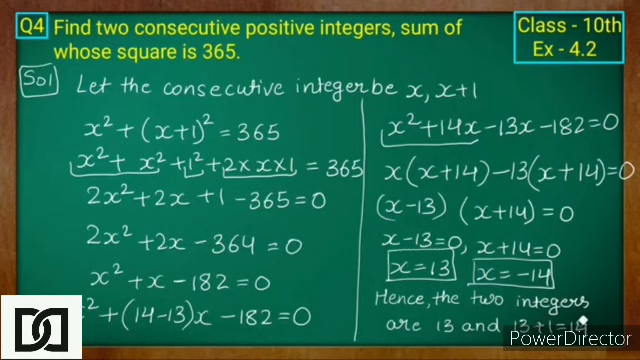 Q4 Find two consecutive positive integers, sum of
whose square is 365.
Class - 10th
Ex - 4.2
Sol Let the consecutive integer be x, x+1
x² + (x+1)² = 365
x² + x² + 1² + 2×x×1 = 365
2x² + 2x + 1 - 365 = 0
2x² + 2x - 364 = 0
x² + x - 182 = 0
² + (14-13)x - 182 = 0
x² + 14x - 13x - 182 = 0
x(x+14) - 13(x+14) = 0
(x-13) (x+14) = 0
x-13=0, x+14=0
x=13 x=-14
Hence, the two integers
are 13 and 13+1=14
PowerDirector